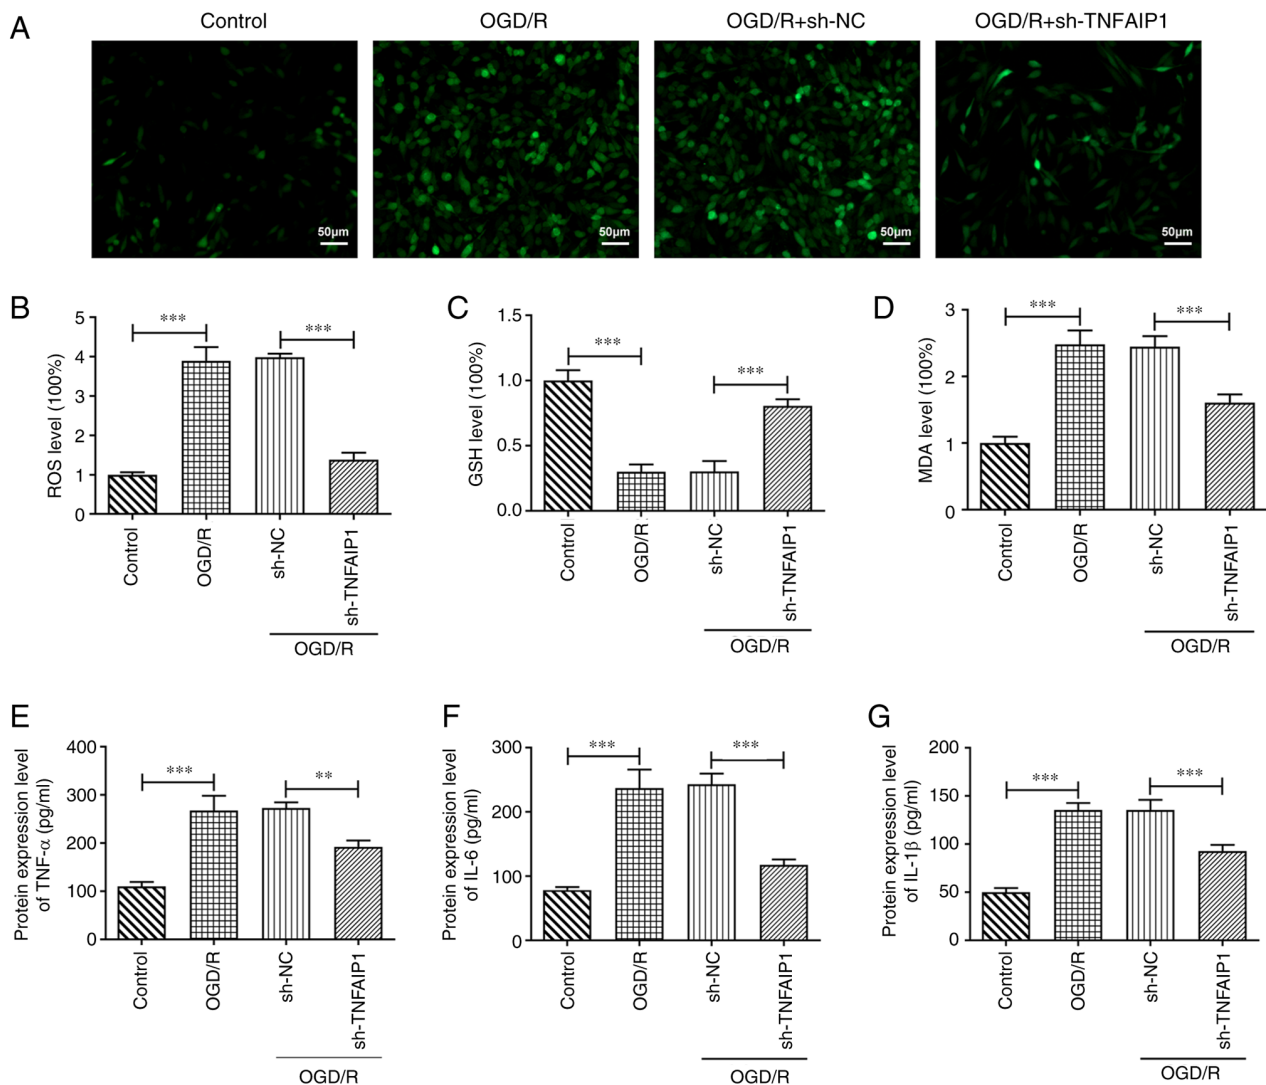 A
Control
OGD/R
OGD/R+sh-NC
OGD/R+sh-TNFAIP1
50μm
50μm
50μm
50μm
B
ROS level (100%)
5
4
3
2
1
0
***
***
Control
OGD/R
sh-NC
sh-TNFAIP1
OGD/R
C
GSH level (100%)
1.5
1.0
0.5
0.0
***
***
Control
OGD/R
sh-NC
sh-TNFAIP1
OGD/R
D
MDA level (100%)
3
2
1
0
***
***
Control
OGD/R
sh-NC
sh-TNFAIP1
OGD/R
E
Protein expression level
of TNF-α (pg/ml)
400
300
200
100
0
***
**
Control
OGD/R
sh-NC
sh-TNFAIP1
OGD/R
F
Protein expression level
of IL-6 (pg/ml)
300
200
100
0
***
***
Control
OGD/R
sh-NC
sh-TNFAIP1
OGD/R
G
Protein expression level
of IL-1β (pg/ml)
200
150
100
50
0
***
***
Control
OGD/R
sh-NC
sh-TNFAIP1
OGD/R